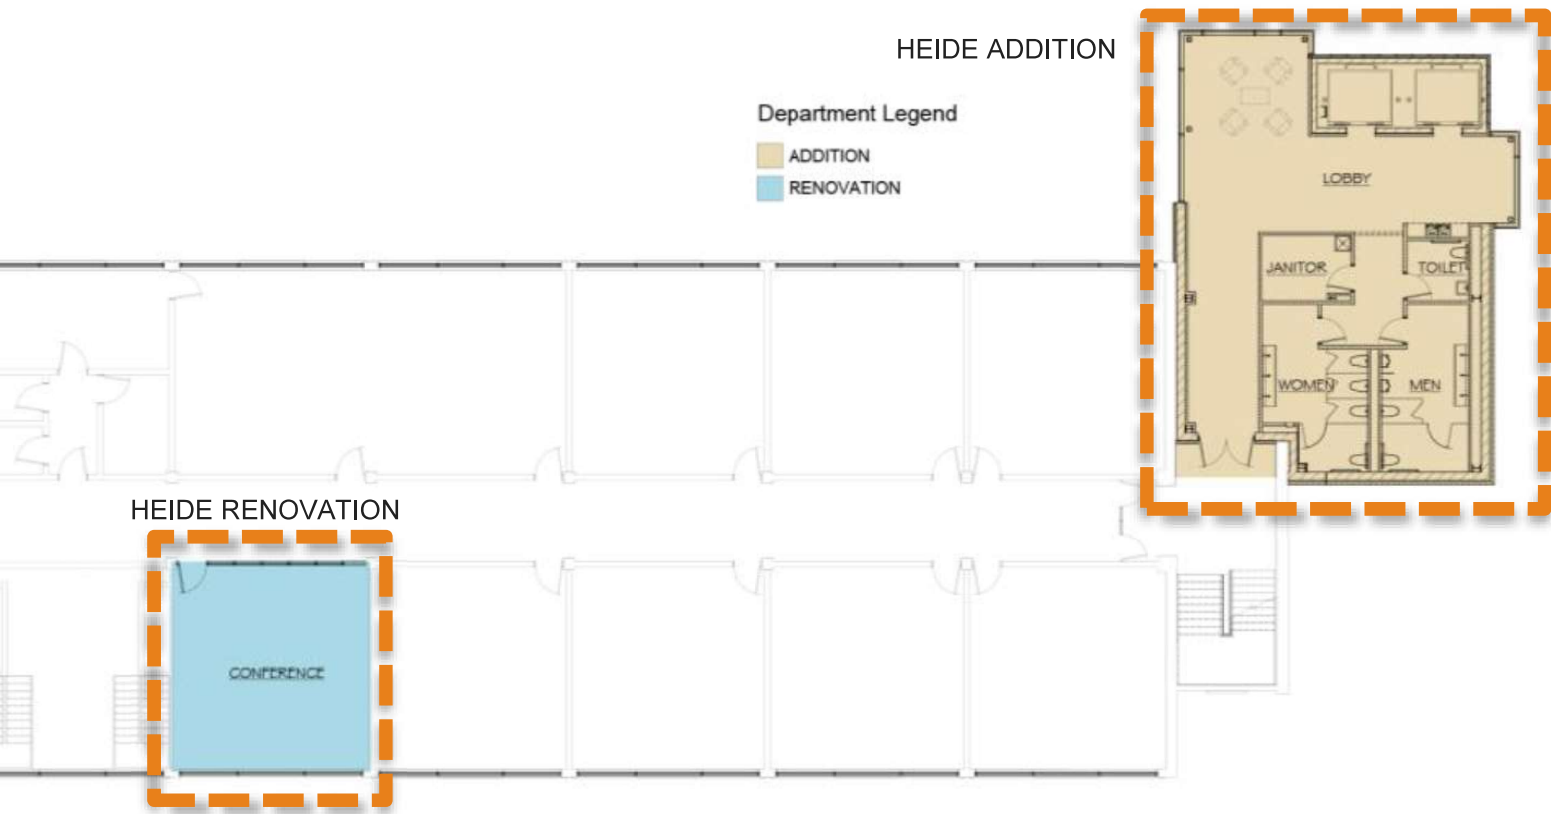 HEIDE ADDITION
Department Legend
ADDITION
RENOVATION
LOBBY
JANITOR
TOILET
WOMEN
MEN
HEIDE RENOVATION
CONFERENCE